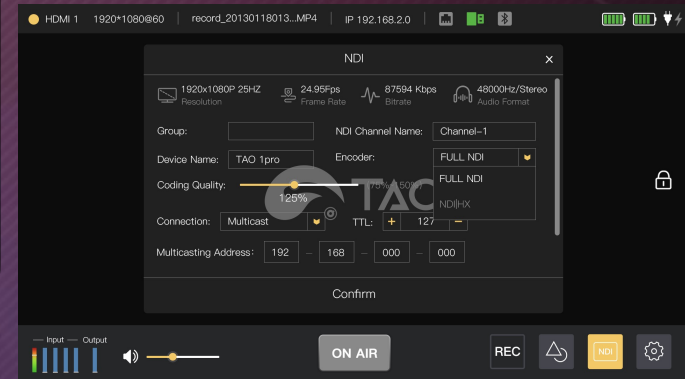 HDMI 1 1920*1080@60 record_20130118013...MP4 IP 192.168.2.0
NDI
1920x1080P 25HZ 24.95Fps 87594 Kbps 48000Hz/Stereo
Resolution Frame Rate Bitrate Audio Format
Group: NDI Channel Name: Channel-1
Device Name: TAO 1pro Encoder: FULL NDI
FULL NDI
Coding Quality: 125% (75%-150%)
NDI|HX
Connection: Multicast TTL: + 127 −
Multicasting Address: 192 – 168 – 000 – 000
Confirm
Input Output
ON AIR REC NDI